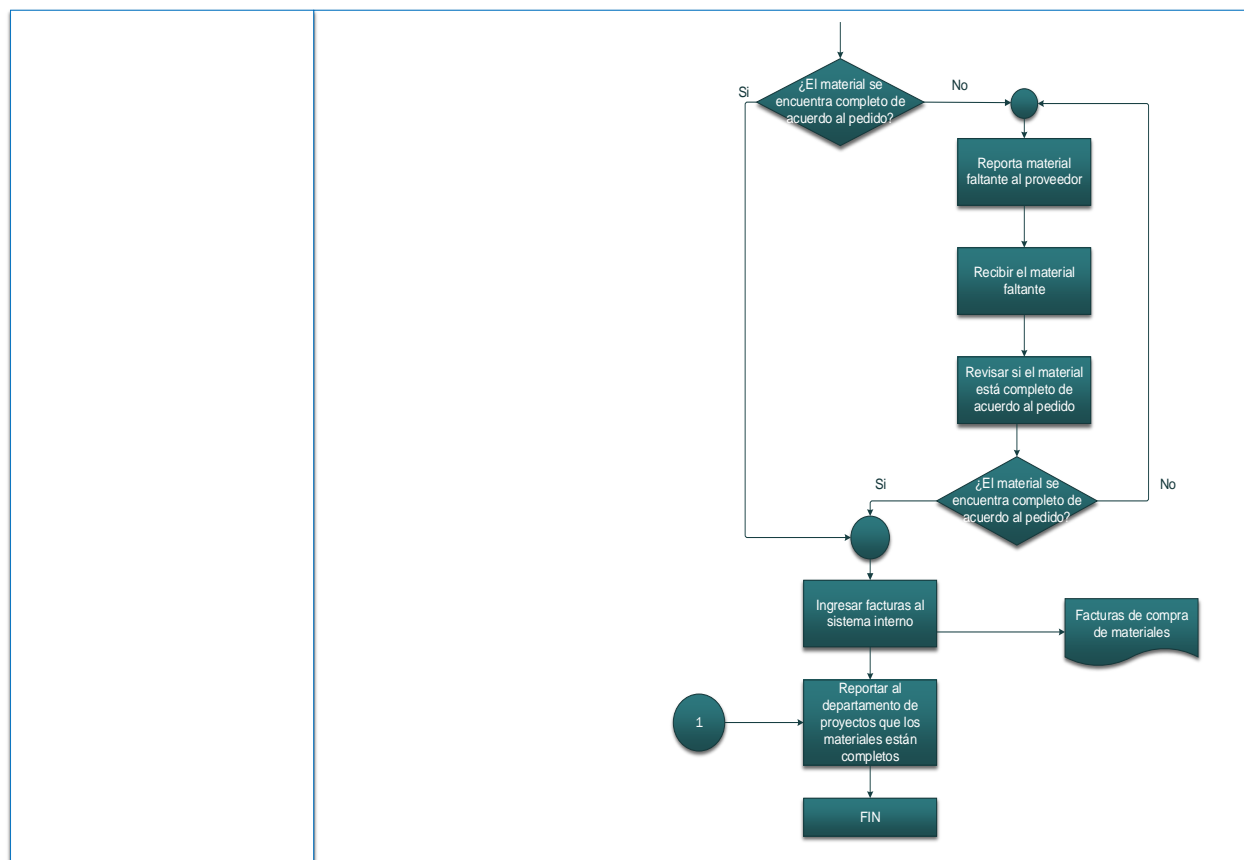 ¿El material se
encuentra completo de
acuerdo al pedido?
Si
No
Reporta material
faltante al proveedor
Recibir el material
faltante
Revisar si el material
está completo de
acuerdo al pedido
¿El material se
encuentra completo de
acuerdo al pedido?
Si
No
Ingresar facturas al
sistema interno
Facturas de compra
de materiales
Reportar al
departamento de
proyectos que los
materiales están
completos
1
FIN